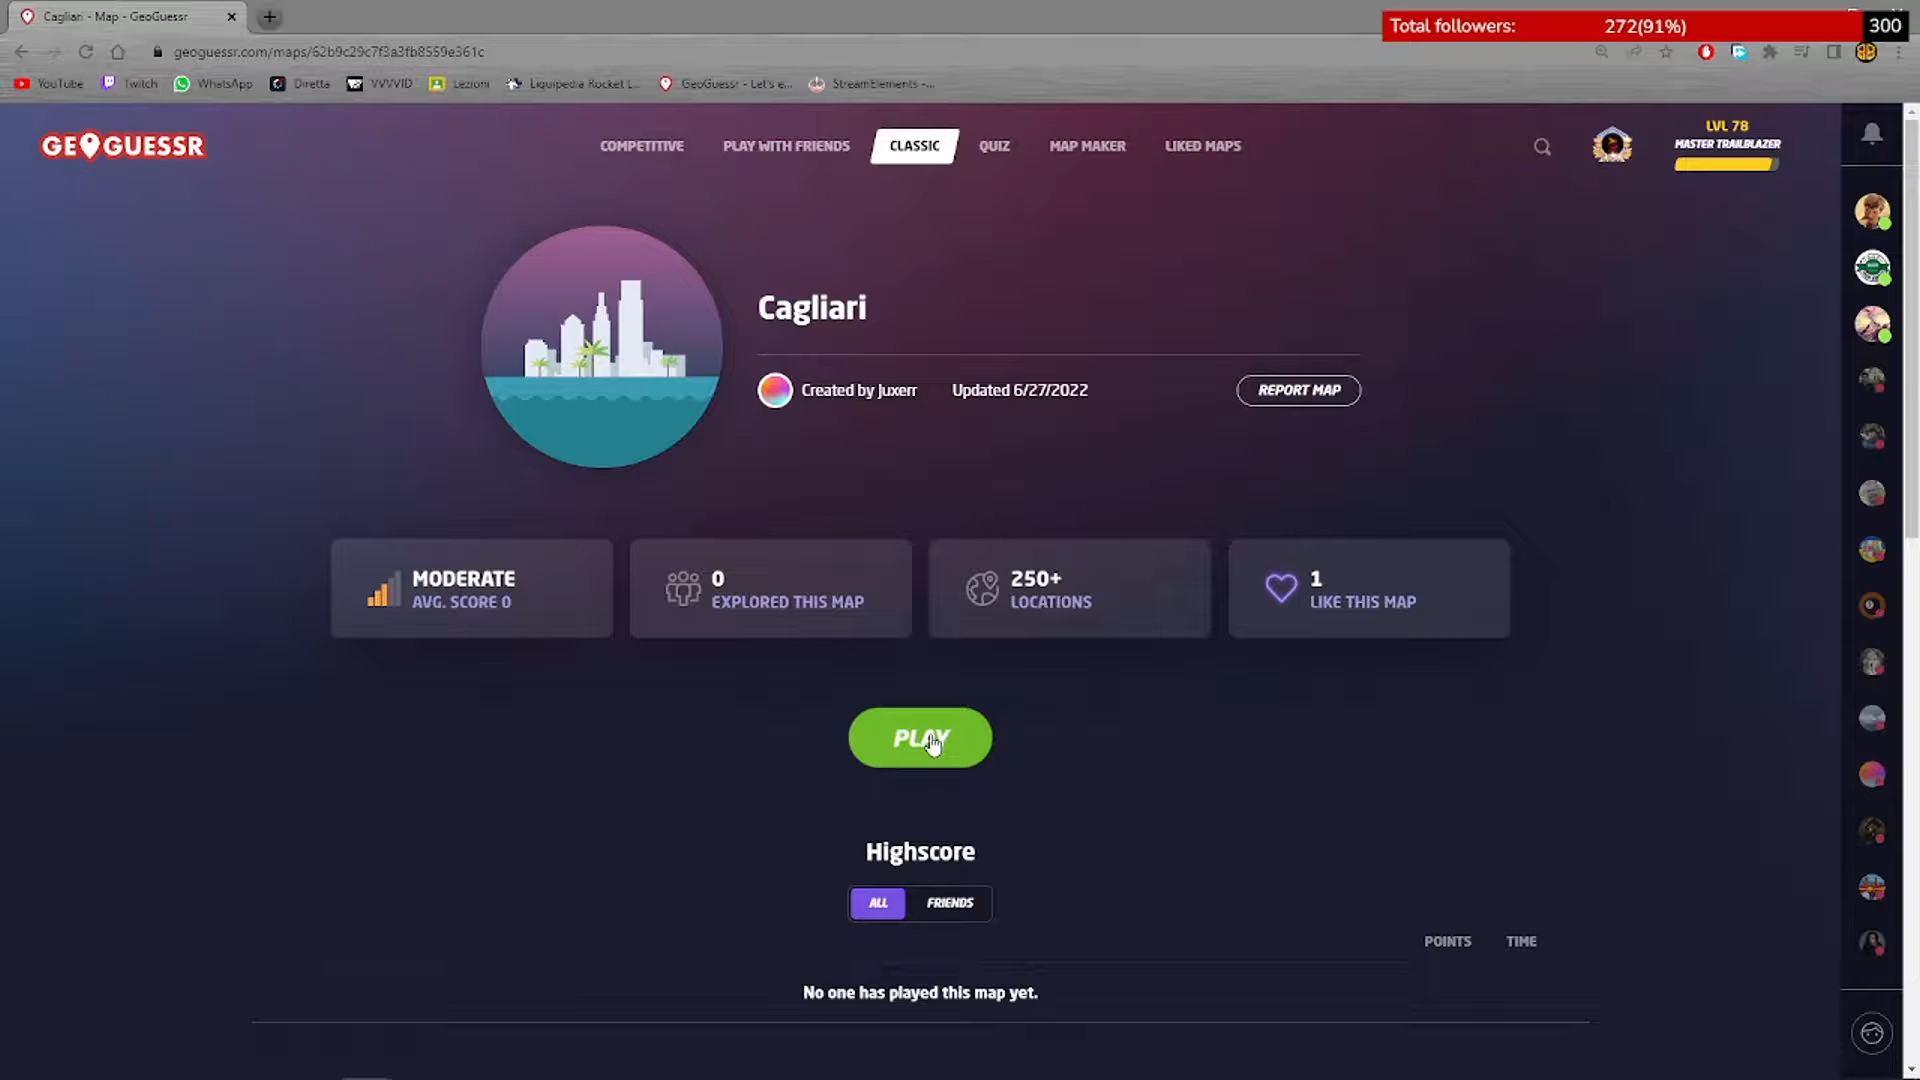 Cagliari - Map - GeoGuessr
Total followers: 272(91%) 300
geoguessr.com/maps/62b9c29c7f3a3fb8559e361c
YouTube Twitch WhatsApp Diretta VVVVID Lezioni Liquipedia Rocket L... GeoGuessr - Let's e... StreamElements -...
GEOGUESSR COMPETITIVE PLAY WITH FRIENDS CLASSIC QUIZ MAP MAKER LIKED MAPS
LVL 78
MASTER TRAILBLAZER
Cagliari
Created by Juxerr Updated 6/27/2022 REPORT MAP
MODERATE
AVG. SCORE 0
0
EXPLORED THIS MAP
250+
LOCATIONS
1
LIKE THIS MAP
PLAY
Highscore
ALL FRIENDS
POINTS TIME
No one has played this map yet.